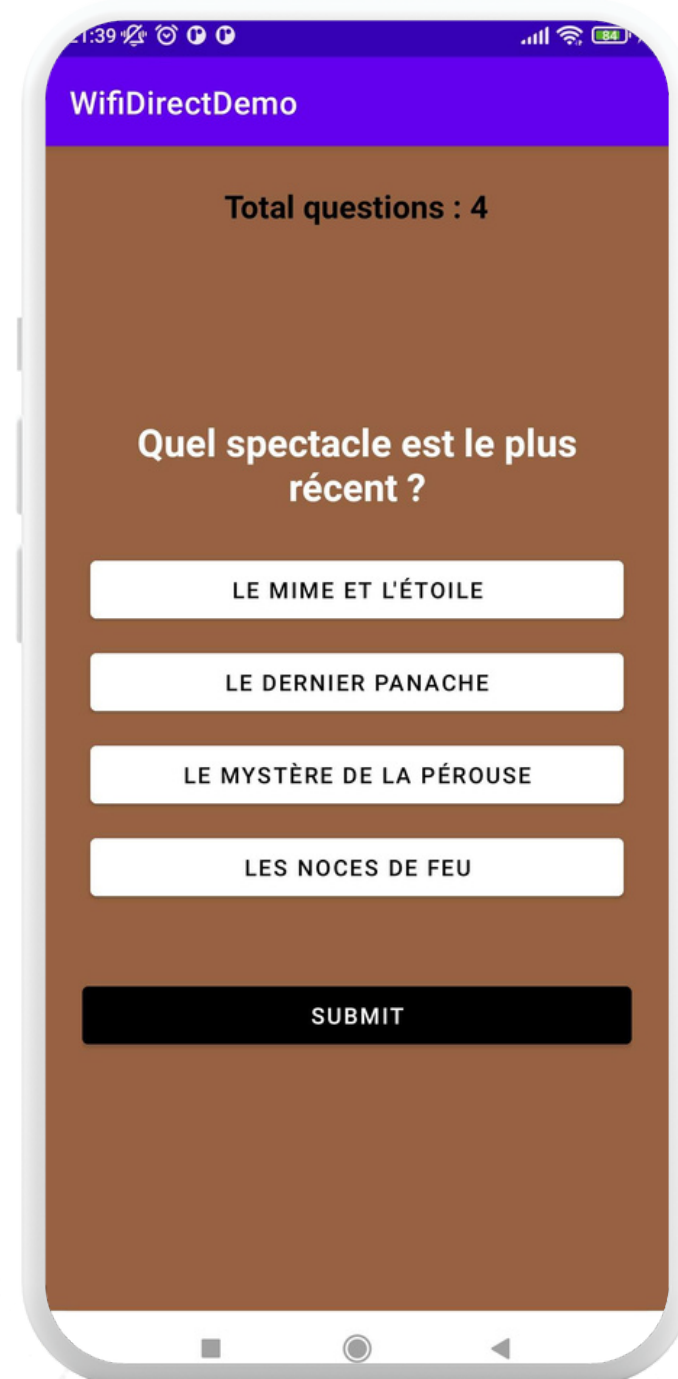 1:39
84
WifiDirectDemo
Total questions : 4
Quel spectacle est le plus
récent ?
LE MIME ET L'ÉTOILE
LE DERNIER PANACHE
LE MYSTÈRE DE LA PÉROUSE
LES NOCES DE FEU
SUBMIT